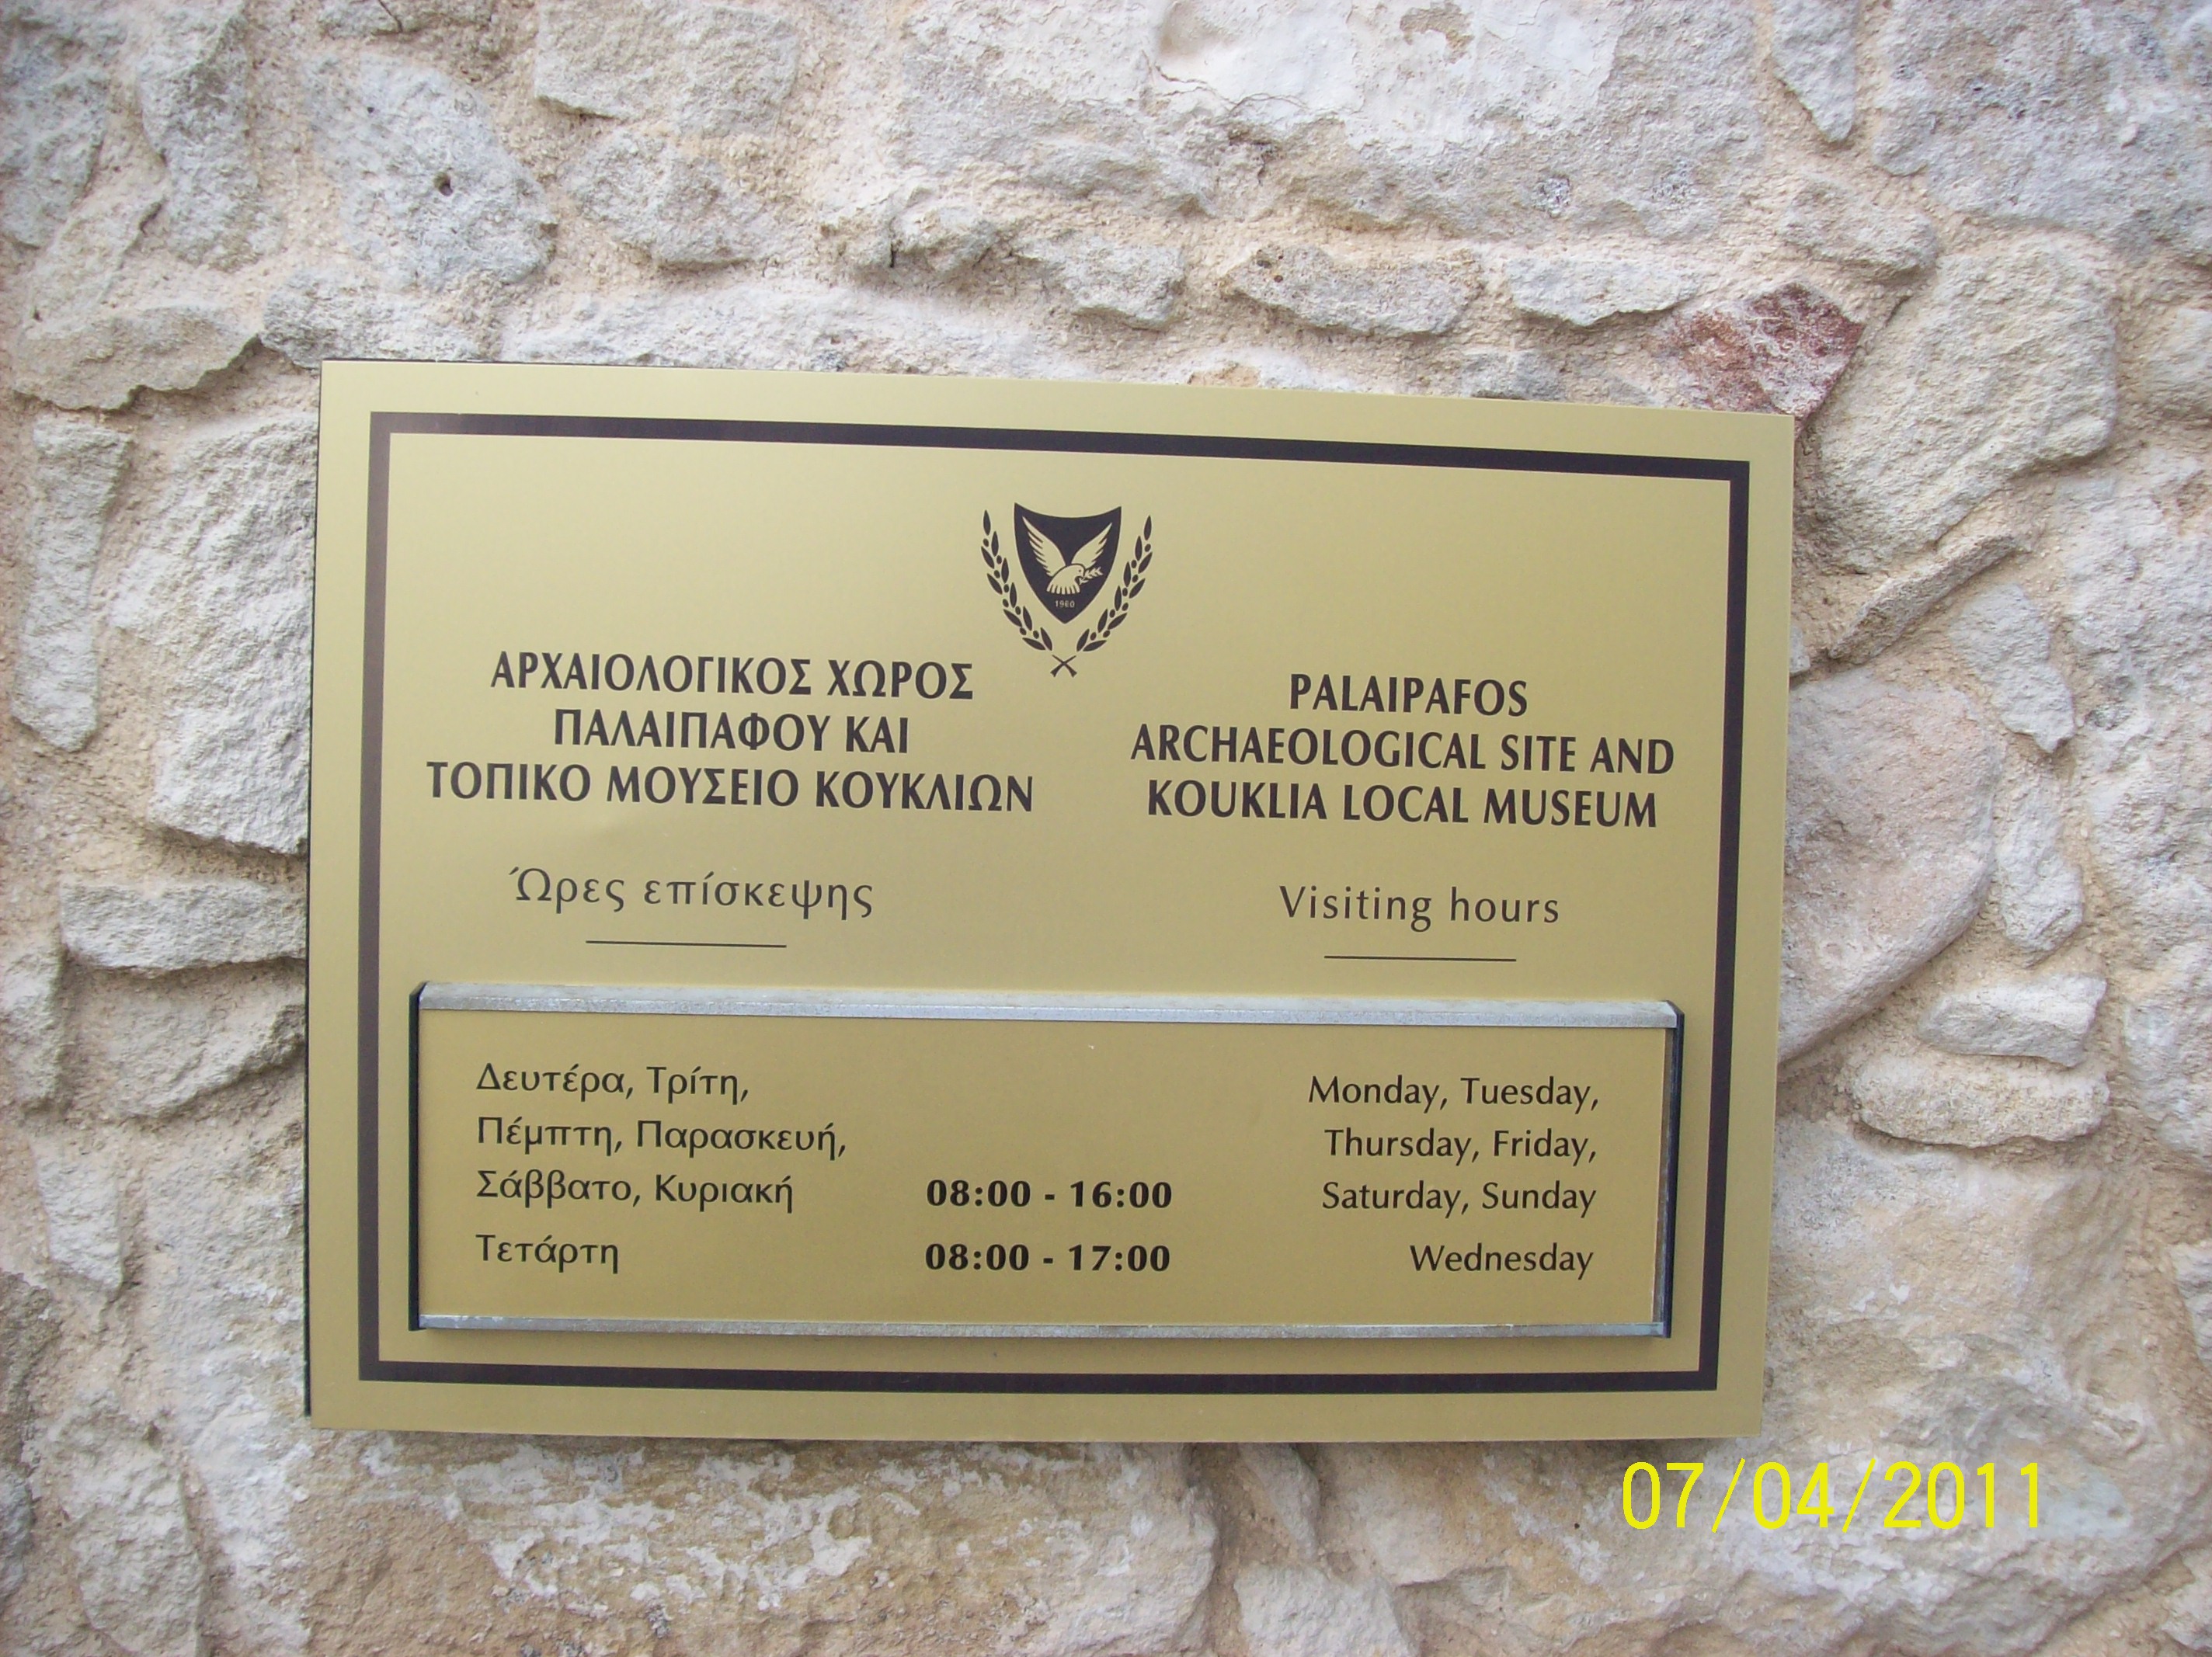 1960
ΑΡΧΑΙΟΛΟΓΙΚΟΣ ΧΩΡΟΣ
ΠΑΛΑΙΠΑΦΟΥ ΚΑΙ
ΤΟΠΙΚΟ ΜΟΥΣΕΙΟ ΚΟΥΚΛΙΩΝ
Ώρες επίσκεψης
PALAIPAFOS
ARCHAEOLOGICAL SITE AND
KOUKLIA LOCAL MUSEUM
Visiting hours
Δευτέρα, Τρίτη,
Πέμπτη, Παρασκευή,
Σάββατο, Κυριακή
Τετάρτη
08:00 - 16:00
08:00 - 17:00
Monday, Tuesday,
Thursday, Friday,
Saturday, Sunday
Wednesday
07/04/2011